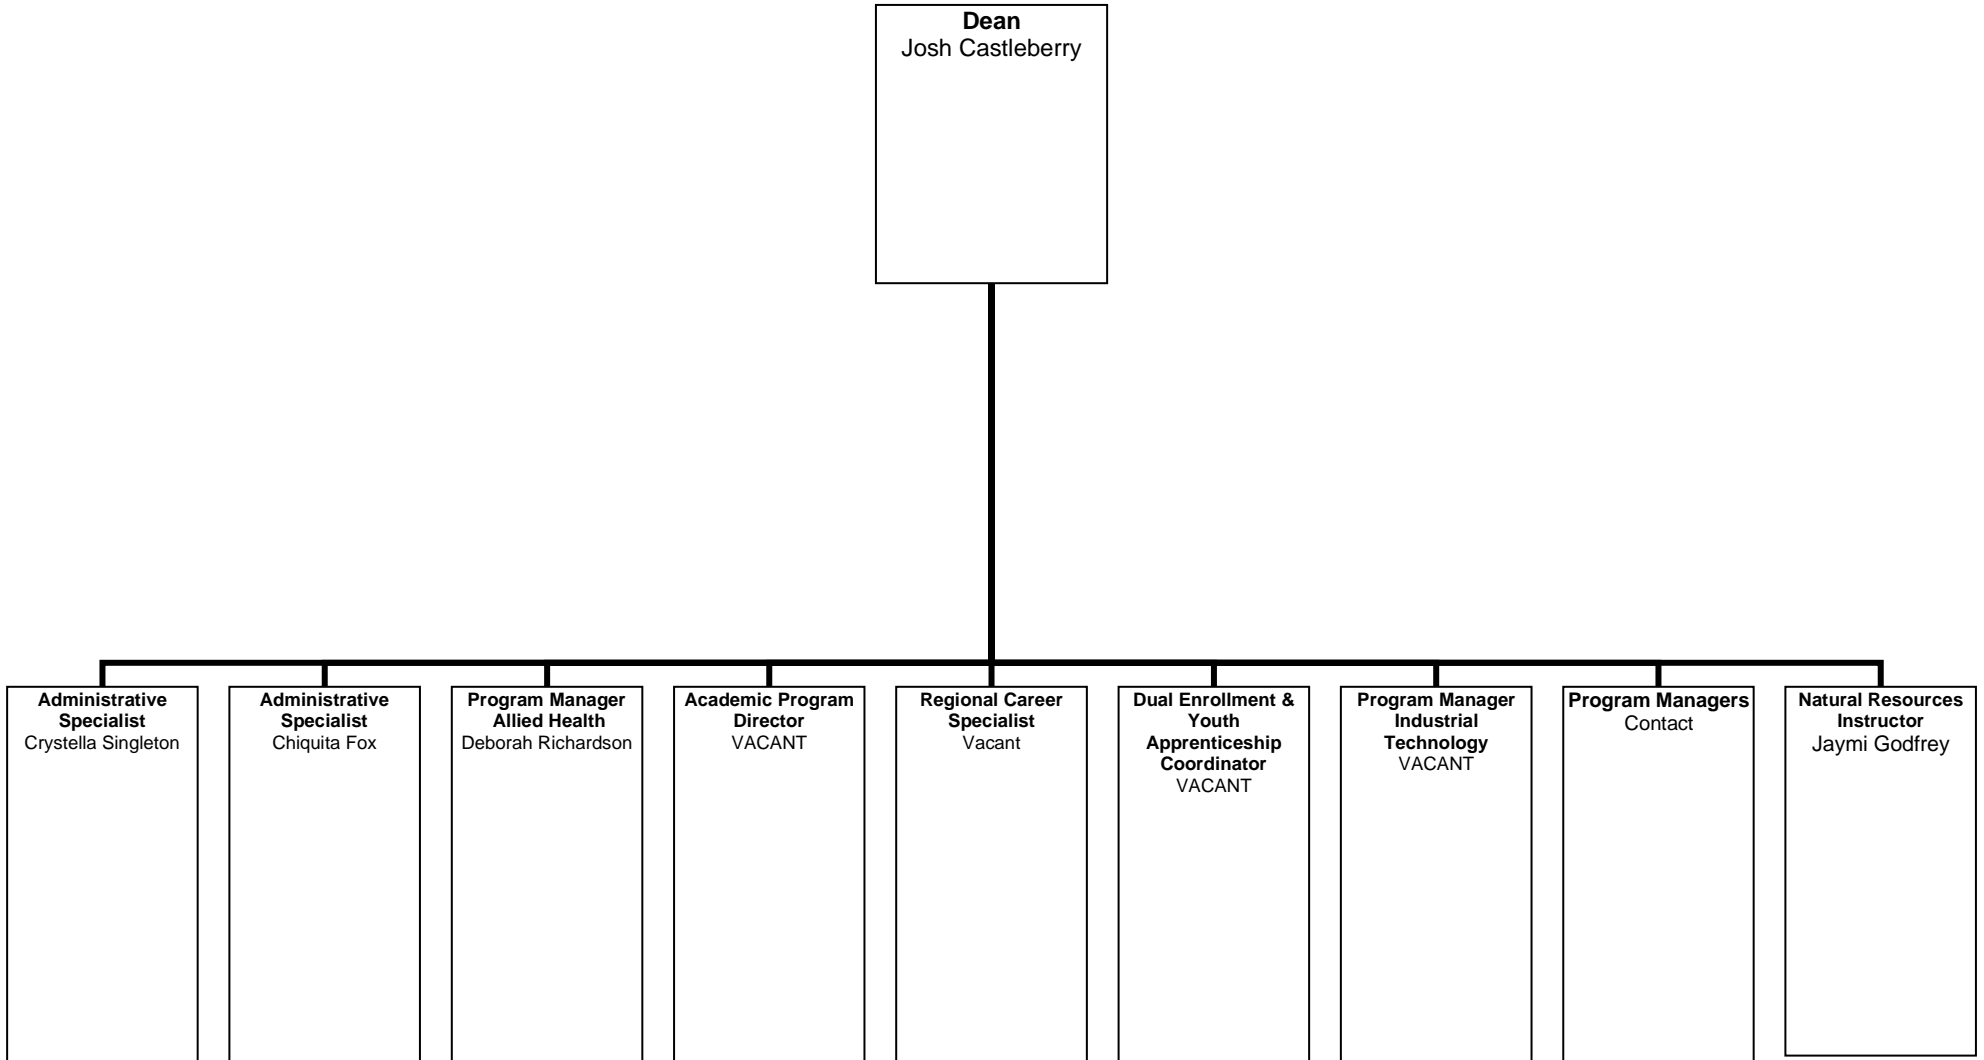 Dean
Josh Castleberry
Administrative
Specialist
Crystella Singleton
Administrative
Specialist
Chiquita Fox
Program Manager
Allied Health
Deborah Richardson
Academic Program
Director
VACANT
Regional Career
Specialist
Vacant
Dual Enrollment &
Youth
Apprenticeship
Coordinator
VACANT
Program Manager
Industrial
Technology
VACANT
Program Managers
Contact
Natural Resources
Instructor
Jaymi Godfrey